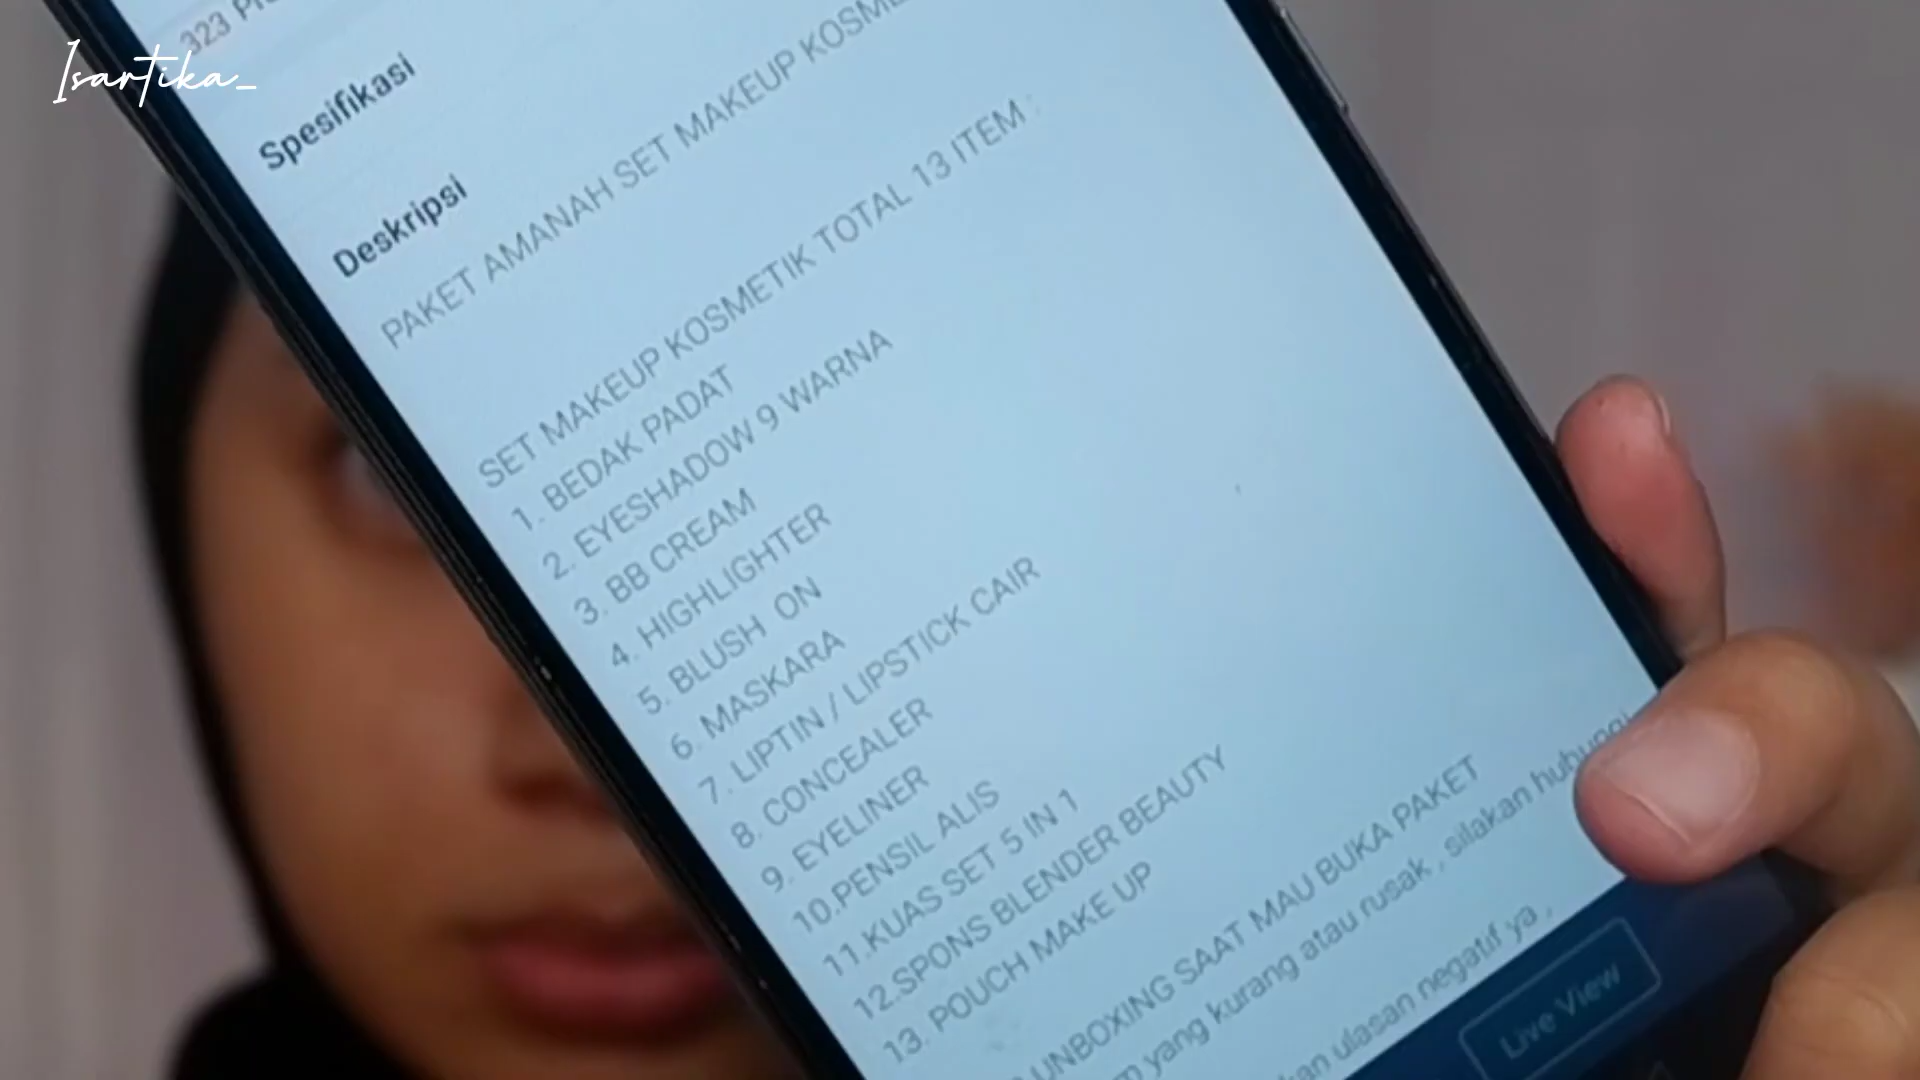 Isartika_
323
Spesifikasi
Deskripsi
PAKET AMANAH SET MAKEUP
SET MAKEUP KOSMETIK TOTAL 13 ITEM :
1. BEDAK PADAT
2. EYESHADOW 9 WARNA
3. BB CREAM
4. HIGHLIGHTER
5. BLUSH ON
6. MASKARA
7. LIPTIN / LIPSTICK CAIR
8. CONCEALER
9. EYELINER
10.PENSIL ALIS
11.KUAS SET 5 IN 1
12.SPONS BLENDER BEAUTY
13. POUCH MAKE UP
UNBOXING SAAT MAU BUKA PAKET
yang kurang atau rusak , silakan hubungi
ulasan negatif ya ,
Live View